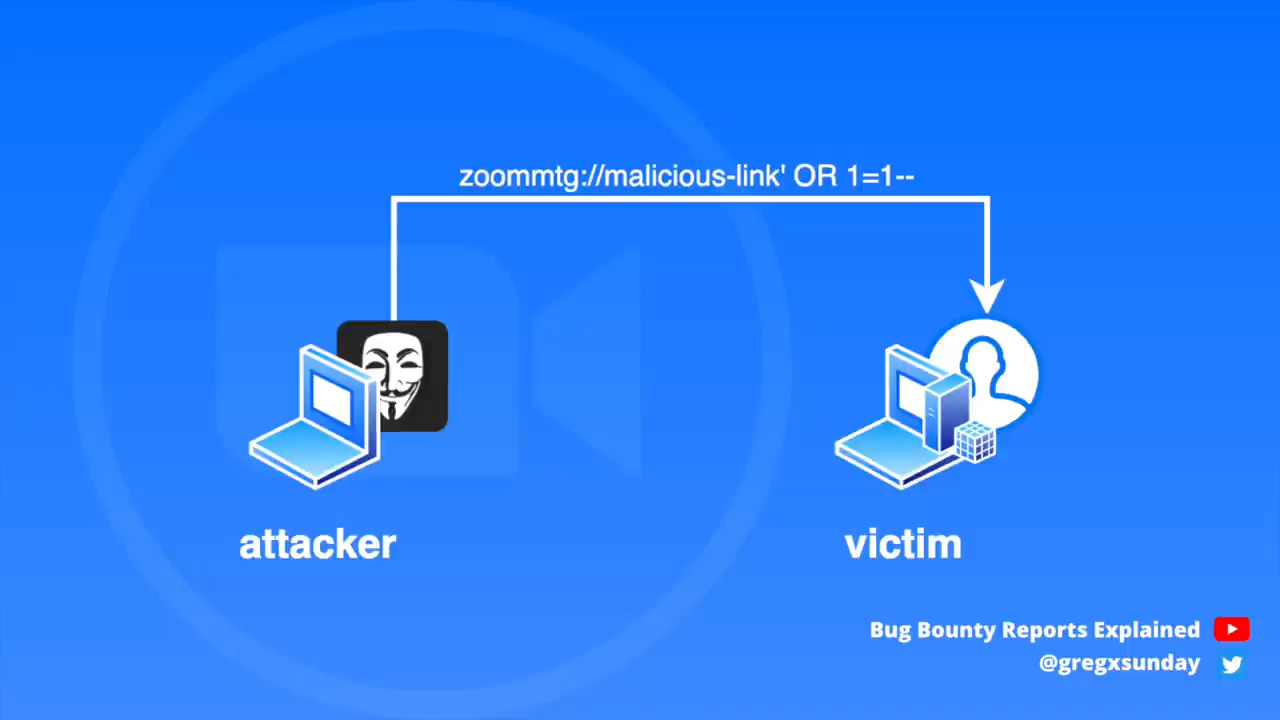 zoommtg://malicious-link' OR 1=1--
attacker
victim
Bug Bounty Reports Explained
@gregxsunday